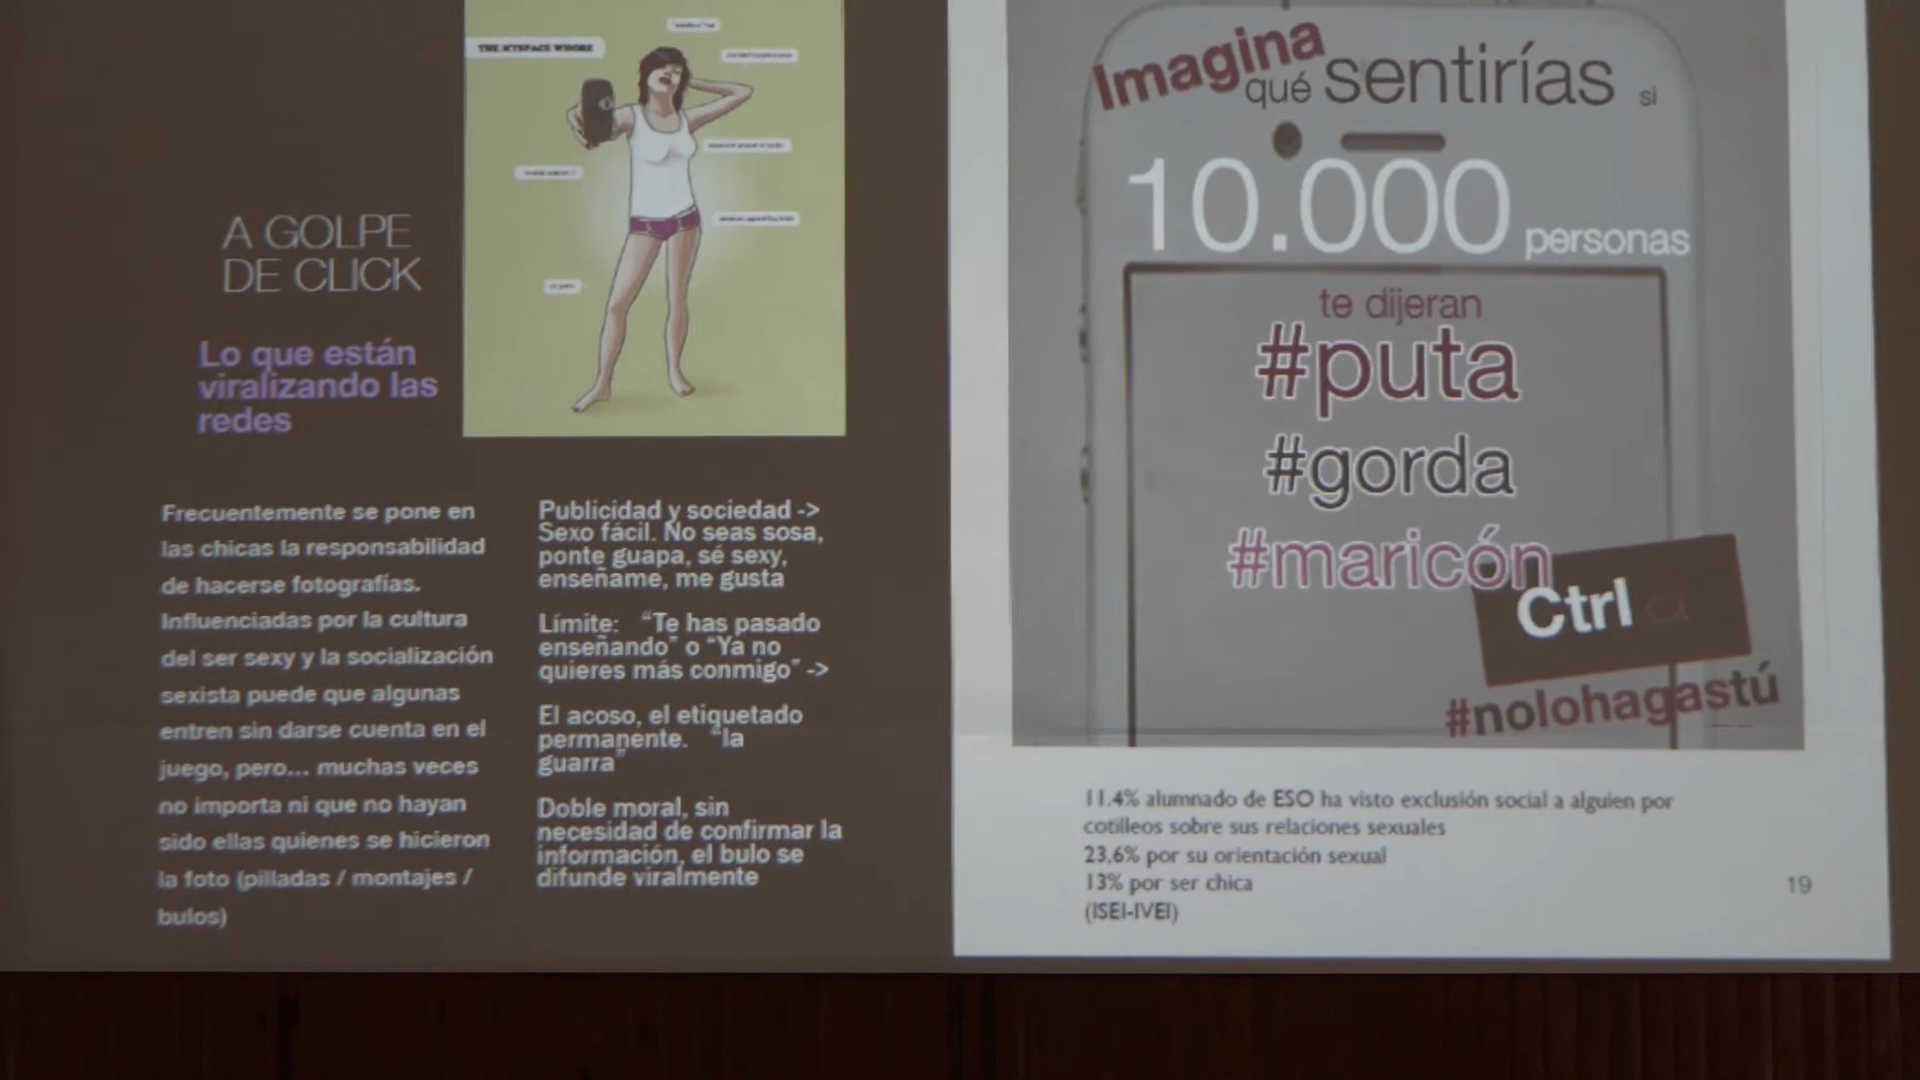 THE MYSPACE WHORE
A GOLPE
DE CLICK
Lo que están
viralizando las
redes
Frecuentemente se pone en
las chicas la responsabilidad
de hacerse fotografías.
Influenciadas por la cultura
del ser sexy y la socialización
sexista puede que algunas
entren sin darse cuenta en el
juego, pero... muchas veces
no importa ni que no hayan
sido ellas quienes se hicieron
la foto (pilladas / montajes /
bulos)
Publicidad y sociedad ->
Sexo fácil. No seas sosa,
ponte guapa, sé sexy,
enseñame, me gusta
Límite: “Te has pasado
enseñando” o “Ya no
quieres más conmigo” ->
El acoso, el etiquetado
permanente. “la
guarra”
Doble moral, sin
necesidad de confirmar la
información, el bulo se
difunde viralmente
Imagina
qué sentirías si
10.000 personas
te dijeran
#puta
#gorda
#maricón
Ctrl
#nolohagastú
11.4% alumnado de ESO ha visto exclusión social a alguien por
cotilleos sobre sus relaciones sexuales
23,6% por su orientación sexual
13% por ser chica
(ISEI-IVEI)
19